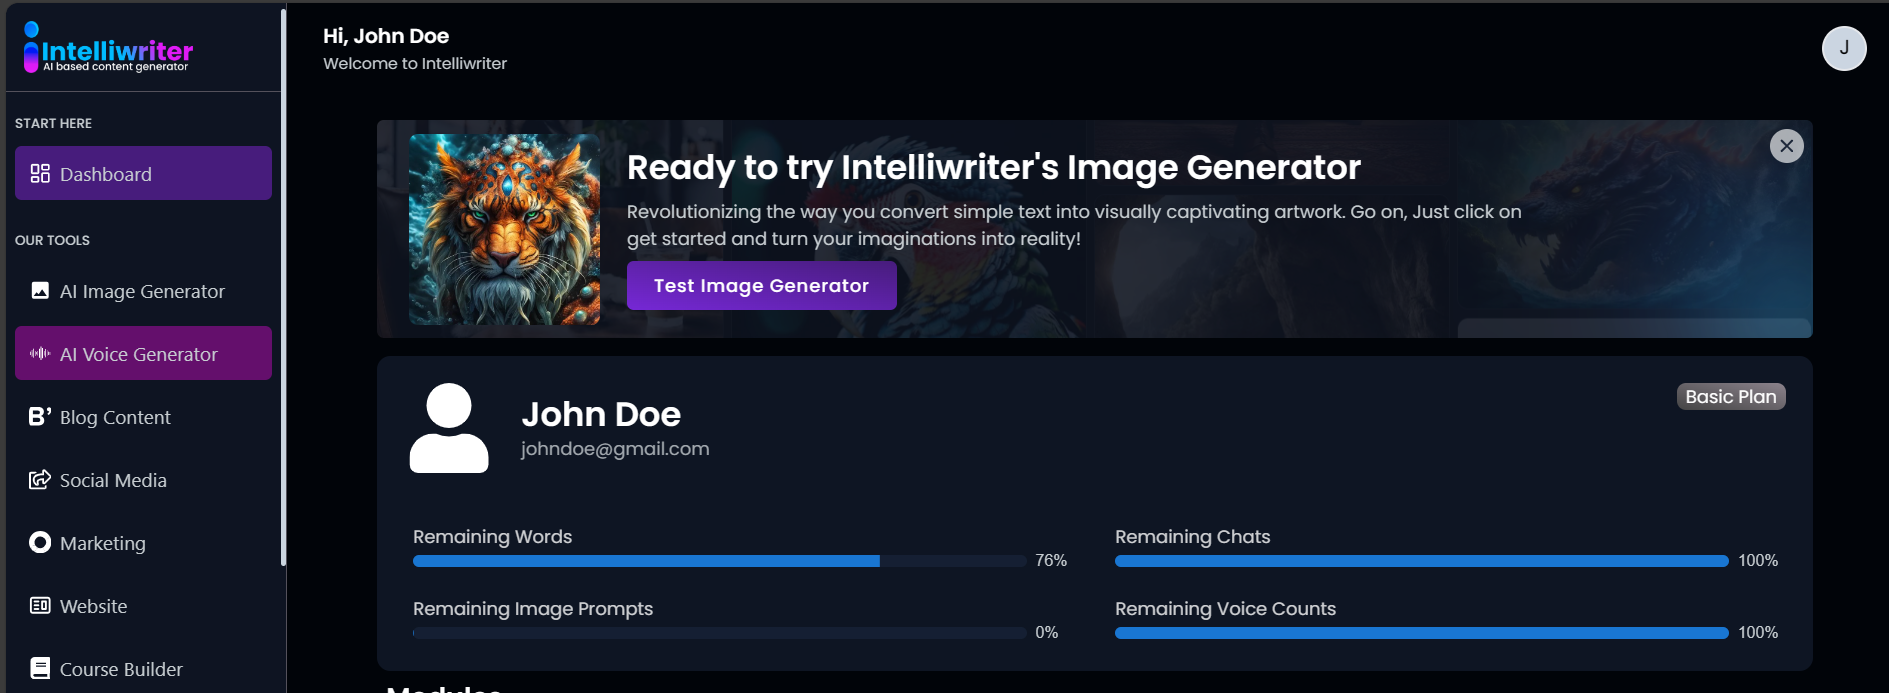 Intelliwriter
AI based content generator
START HERE
Dashboard
OUR TOOLS
AI Image Generator
AI Voice Generator
B’ Blog Content
Social Media
Marketing
Website
Course Builder
Hi, John Doe
Welcome to Intelliwriter
J
Ready to try Intelliwriter's Image Generator
Revolutionizing the way you convert simple text into visually captivating artwork. Go on, Just click on
get started and turn your imaginations into reality!
Test Image Generator
John Doe
johndoe@gmail.com
Basic Plan
Remaining Words
76%
Remaining Chats
100%
Remaining Image Prompts
0%
Remaining Voice Counts
100%
Modules